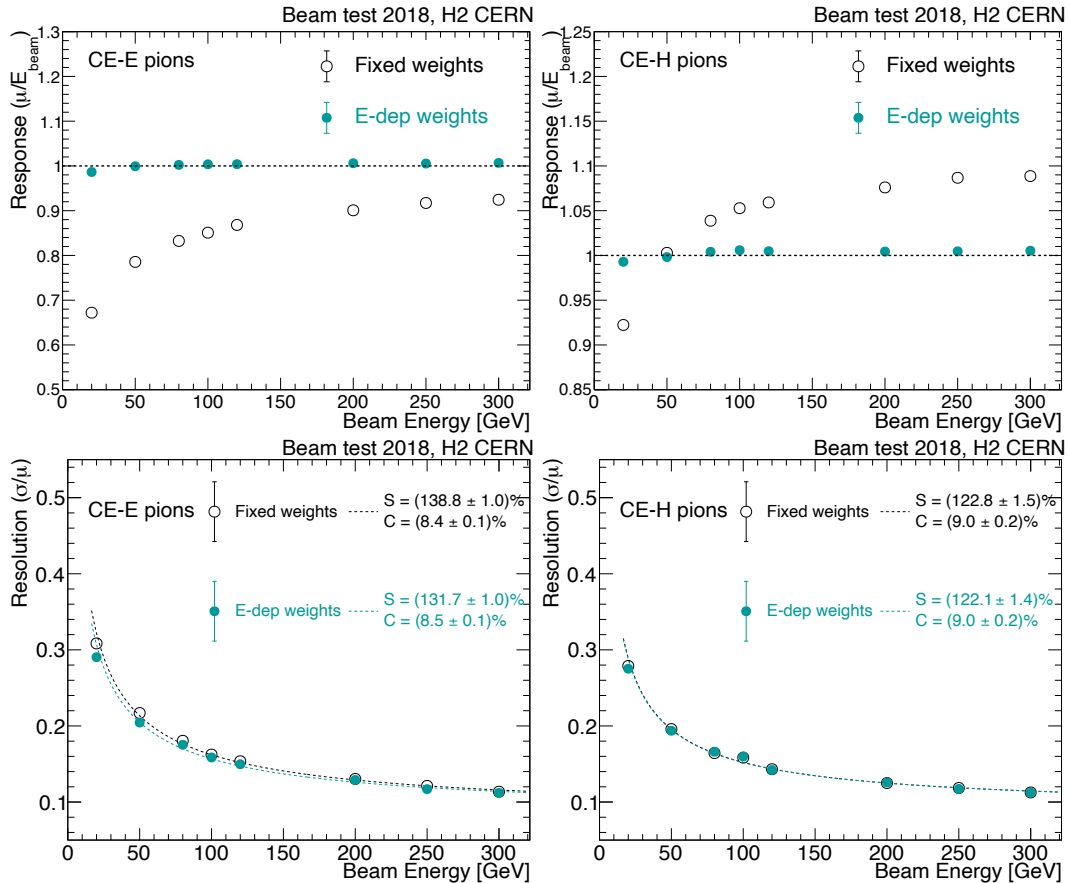 Beam test 2018, H2 CERN
Response (μ/E_beam)
1.3
1.2
1.1
1
0.9
0.8
0.7
0.6
0.5
CE-E pions
Fixed weights
E-dep weights
0 50 100 150 200 250 300
Beam Energy [GeV]
Beam test 2018, H2 CERN
Response (μ/E_beam)
1.25
1.2
1.15
1.1
1.05
1
0.95
0.9
0.85
CE-H pions
Fixed weights
E-dep weights
0 50 100 150 200 250 300
Beam Energy [GeV]
Beam test 2018, H2 CERN
Resolution (σ/μ)
0.5
0.4
0.3
0.2
0.1
CE-E pions
Fixed weights
S = (138.8 ± 1.0)%
C = (8.4 ± 0.1)%
E-dep weights
S = (131.7 ± 1.0)%
C = (8.5 ± 0.1)%
0 50 100 150 200 250 300
Beam Energy [GeV]
Beam test 2018, H2 CERN
Resolution (σ/μ)
0.5
0.4
0.3
0.2
0.1
CE-H pions
Fixed weights
S = (122.8 ± 1.5)%
C = (9.0 ± 0.2)%
E-dep weights
S = (122.1 ± 1.4)%
C = (9.0 ± 0.2)%
0 50 100 150 200 250 300
Beam Energy [GeV]